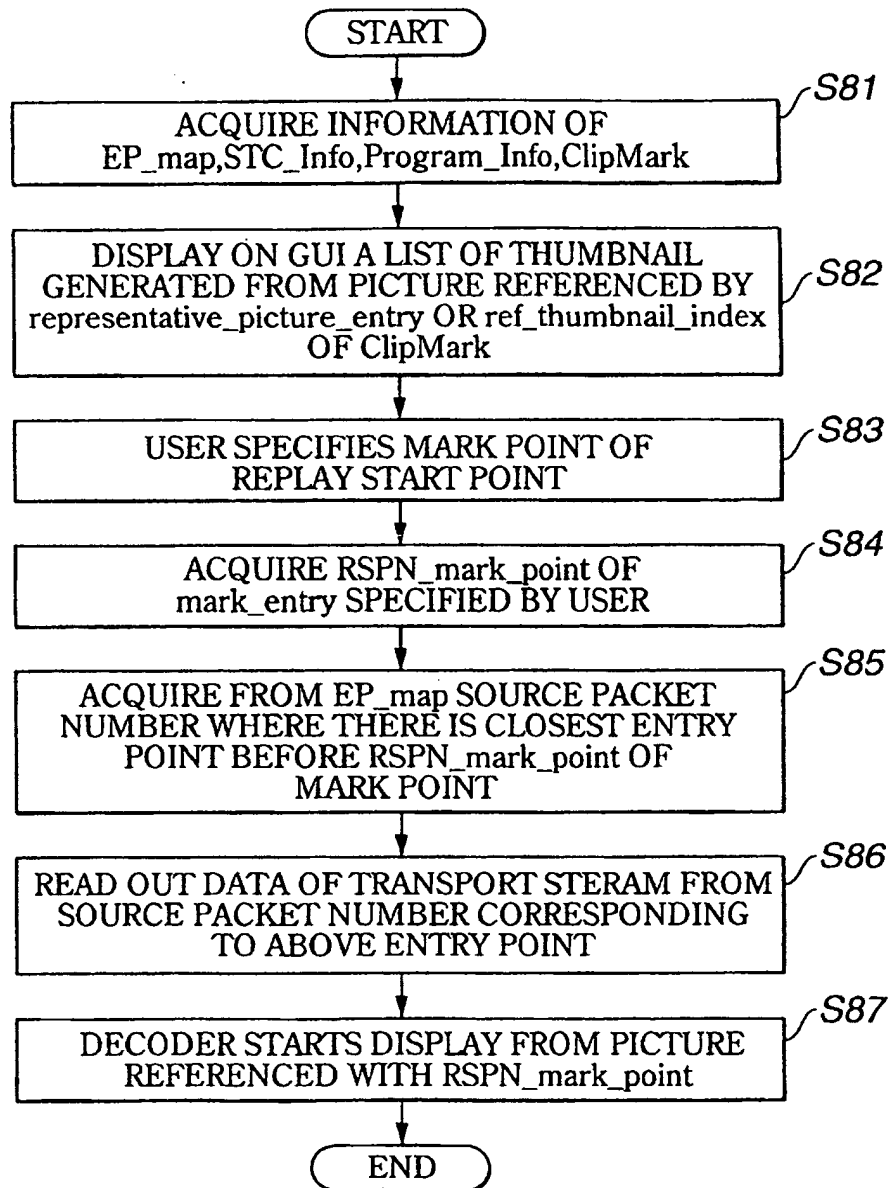 START
S81
ACQUIRE INFORMATION OF
EP_map,STC_Info,Program_Info,ClipMark
S82
DISPLAY ON GUI A LIST OF THUMBNAIL
GENERATED FROM PICTURE REFERENCED BY
representative_picture_entry OR ref_thumbnail_index
OF ClipMark
S83
USER SPECIFIES MARK POINT OF
REPLAY START POINT
S84
ACQUIRE RSPN_mark_point OF
mark_entry SPECIFIED BY USER
S85
ACQUIRE FROM EP_map SOURCE PACKET
NUMBER WHERE THERE IS CLOSEST ENTRY
POINT BEFORE RSPN_mark_point OF
MARK POINT
S86
READ OUT DATA OF TRANSPORT STERAM FROM
SOURCE PACKET NUMBER CORRESPONDING
TO ABOVE ENTRY POINT
S87
DECODER STARTS DISPLAY FROM PICTURE
REFERENCED WITH RSPN_mark_point
END